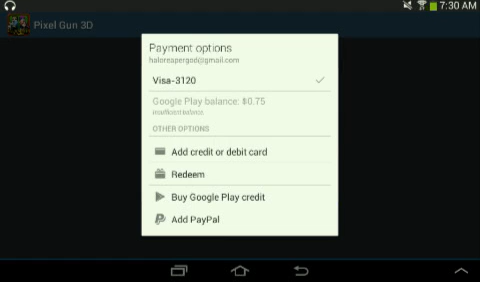 7:30 AM
Pixel Gun 3D
Payment options
haloreapergod@gmail.com
Visa-3120
Google Play balance: $0.75
Insufficient balance
OTHER OPTIONS
Add credit or debit card
Redeem
Buy Google Play credit
Add PayPal